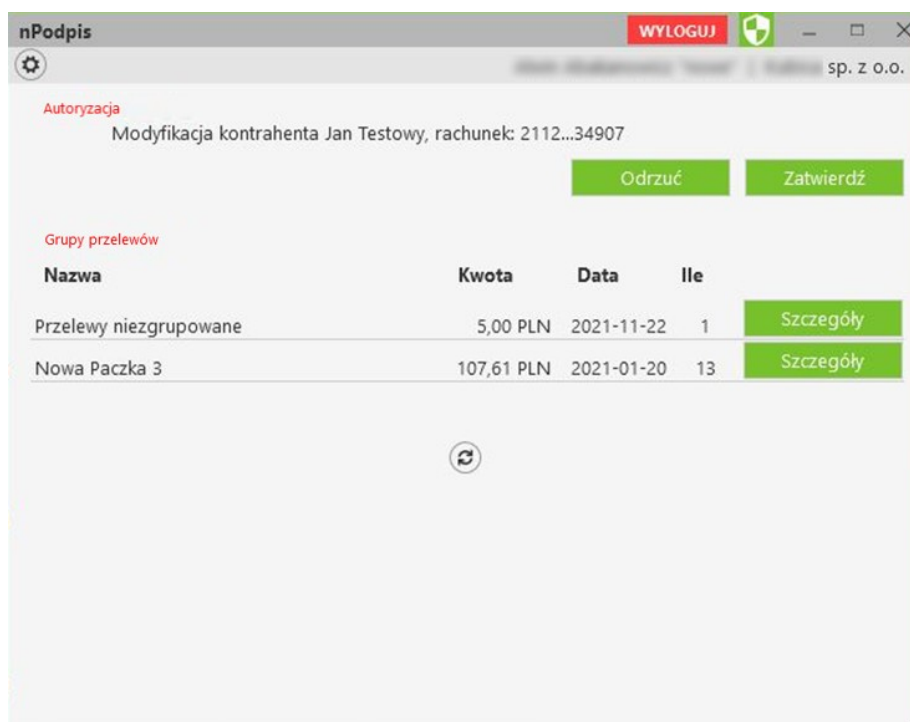 nPodpis WYLOGUJ
sp. z o.o.
Autoryzacja
Modyfikacja kontrahenta Jan Testowy, rachunek: 2112...34907
Odrzuć Zatwierdź
Grupy przelewów
Nazwa Kwota Data Ile
Przelewy niezgrupowane 5,00 PLN 2021-11-22 1 Szczegóły
Nowa Paczka 3 107,61 PLN 2021-01-20 13 Szczegóły